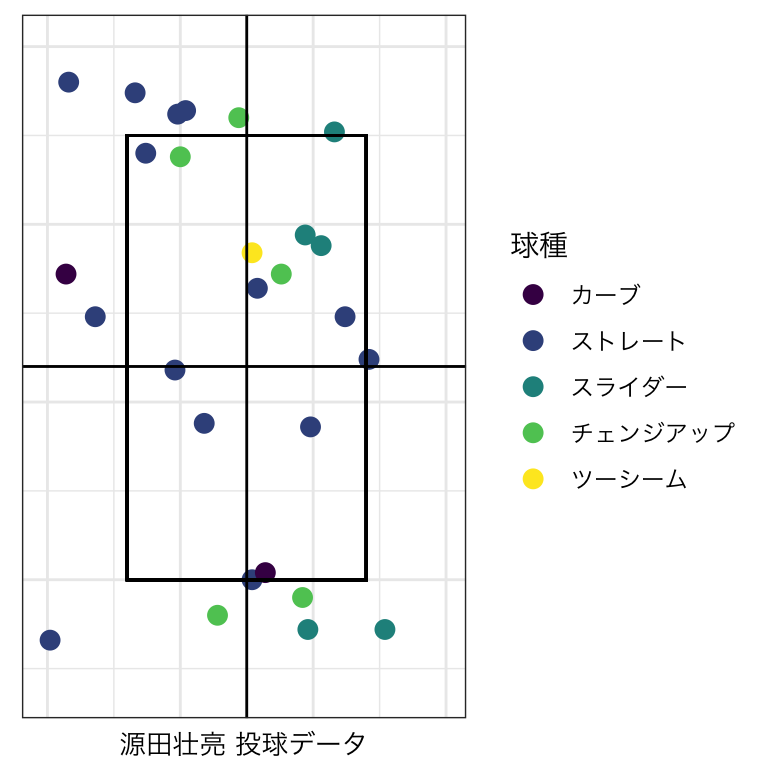 球種
カーブ
ストレート
スライダー
チェンジアップ
ツーシーム
源田壮亮 投球データ